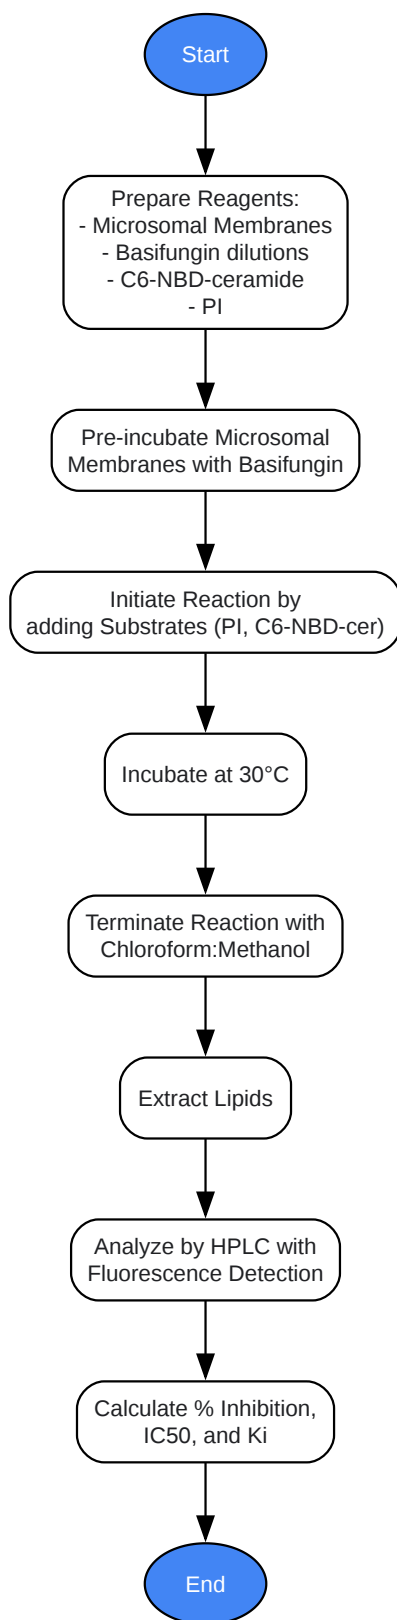 Start
Prepare Reagents:
- Microsomal Membranes
- Basifungin dilutions
- C6-NBD-ceramide
- PI
Pre-incubate Microsomal
Membranes with Basifungin
Initiate Reaction by
adding Substrates (PI, C6-NBD-cer)
Incubate at 30°C
Terminate Reaction with
Chloroform:Methanol
Extract Lipids
Analyze by HPLC with
Fluorescence Detection
Calculate % Inhibition,
IC50, and Ki
End